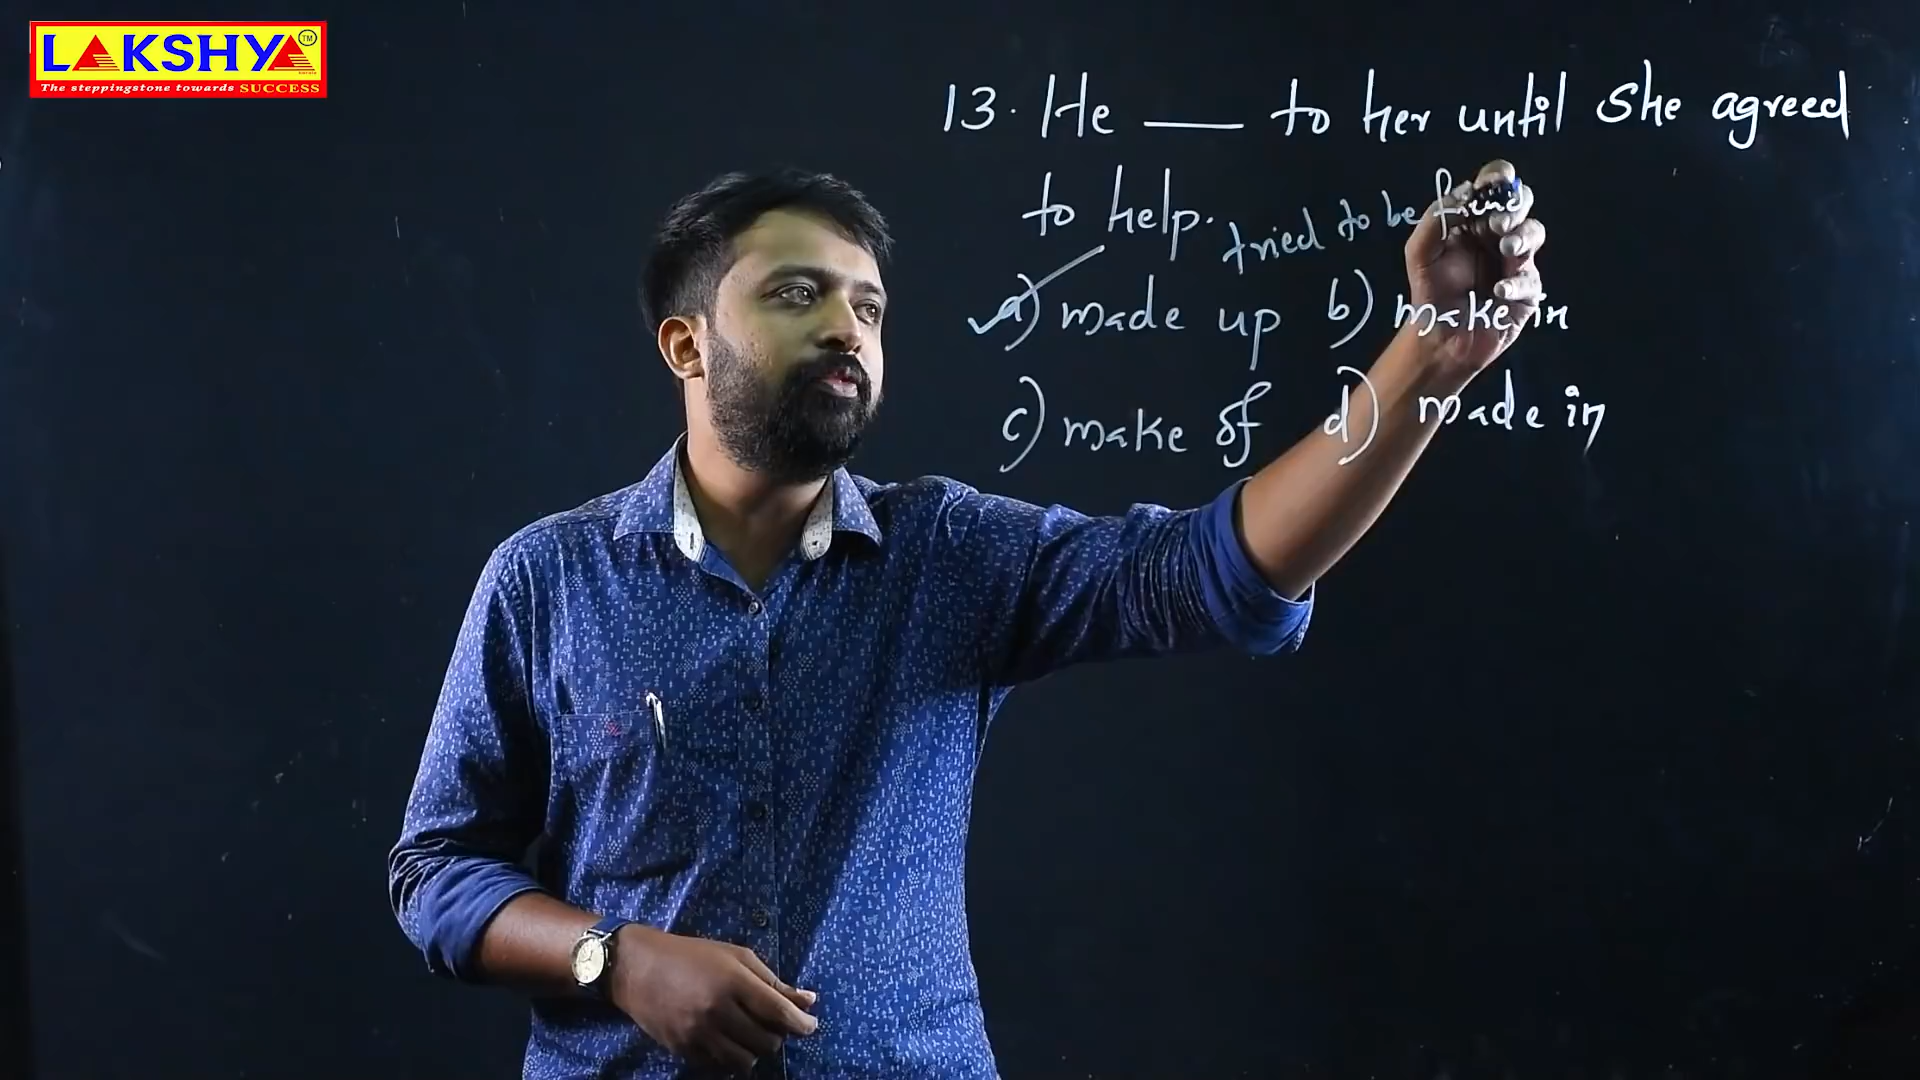 LAKSHYA TM
The steppingstone towards SUCCESS
13. He ___ to her until she agreed
to help. tried to be friend
a) made up b) make in
c) make of d) made in